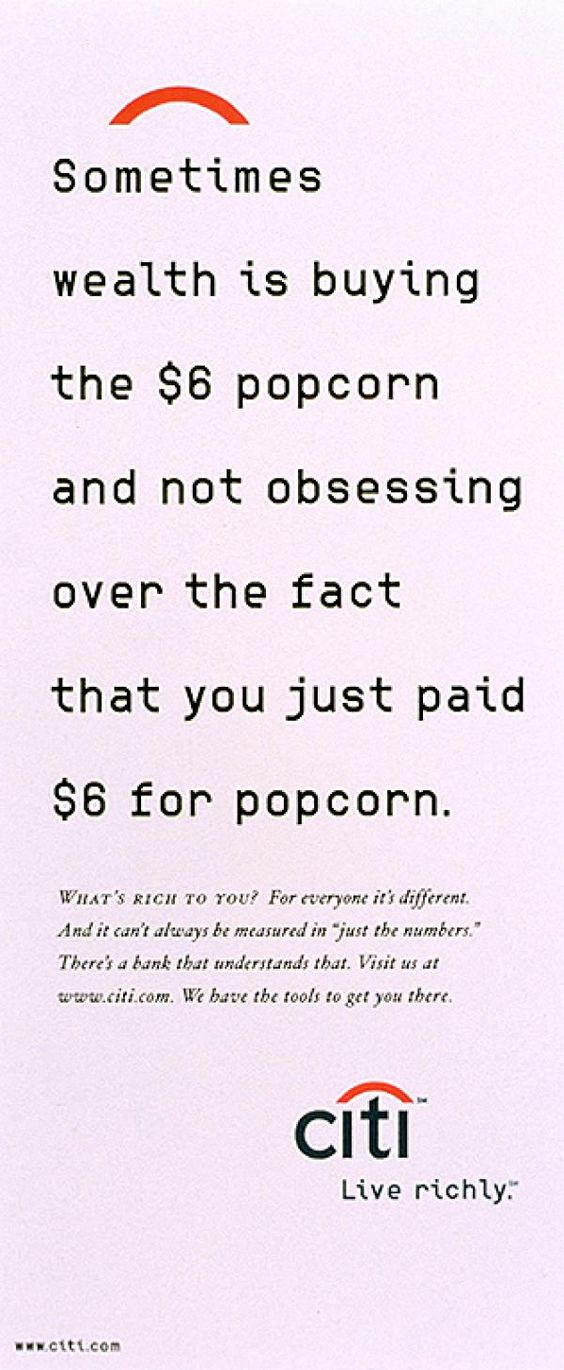 Sometimes
wealth is buying
the $6 popcorn
and not obsessing
over the fact
that you just paid
$6 for popcorn.
WHAT'S RICH TO YOU? For everyone it's different.
And it can't always be measured in "just the numbers."
There's a bank that understands that. Visit us at
www.citi.com. We have the tools to get you there.
citi℠
Live richly.℠
www.citi.com